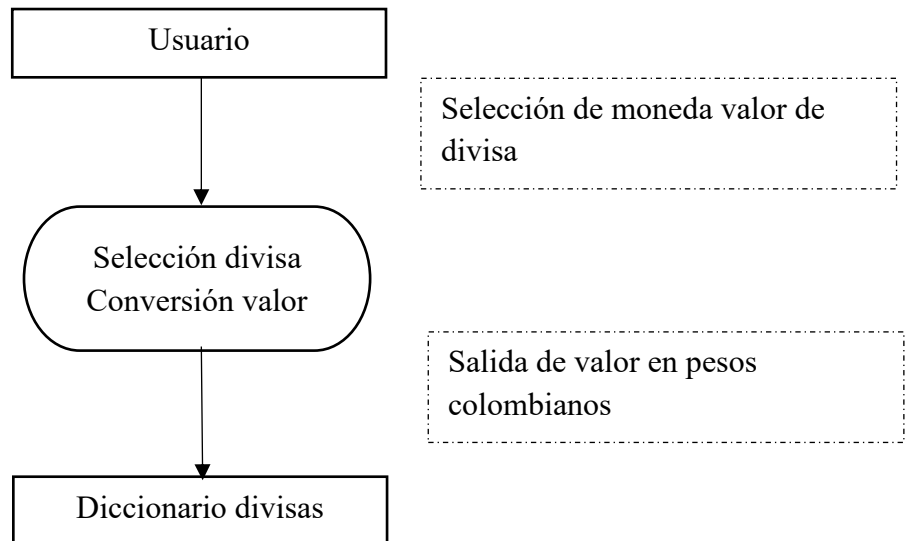 Usuario
Selección de moneda valor de
divisa
Selección divisa
Conversión valor
Salida de valor en pesos
colombianos
Diccionario divisas